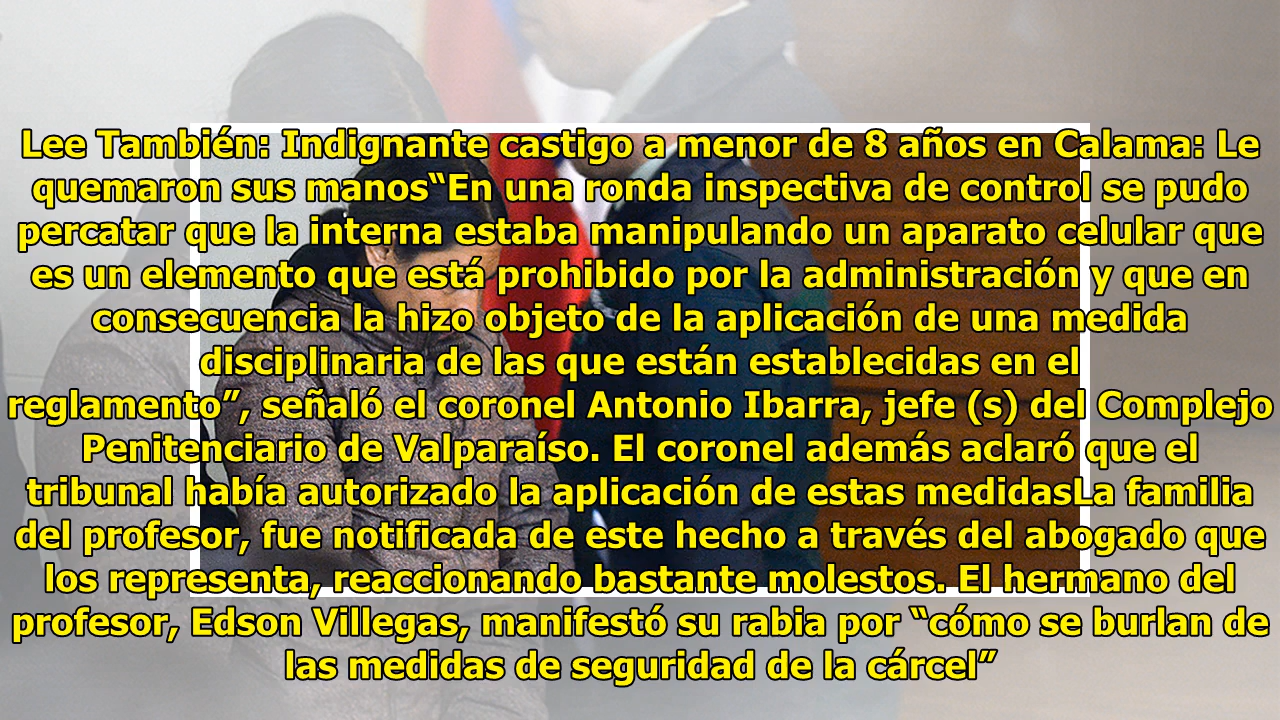 Lee También: Indignante castigo a menor de 8 años en Calama: Le
quemaron sus manos“En una ronda inspectiva de control se pudo
percatar que la interna estaba manipulando un aparato celular que
es un elemento que está prohibido por la administración y que en
consecuencia la hizo objeto de la aplicación de una medida
disciplinaria de las que están establecidas en el
reglamento”, señaló el coronel Antonio Ibarra, jefe (s) del Complejo
Penitenciario de Valparaíso. El coronel además aclaró que el
tribunal había autorizado la aplicación de estas medidasLa familia
del profesor, fue notificada de este hecho a través del abogado que
los representa, reaccionando bastante molestos. El hermano del
profesor, Edson Villegas, manifestó su rabia por “cómo se burlan de
las medidas de seguridad de la cárcel”